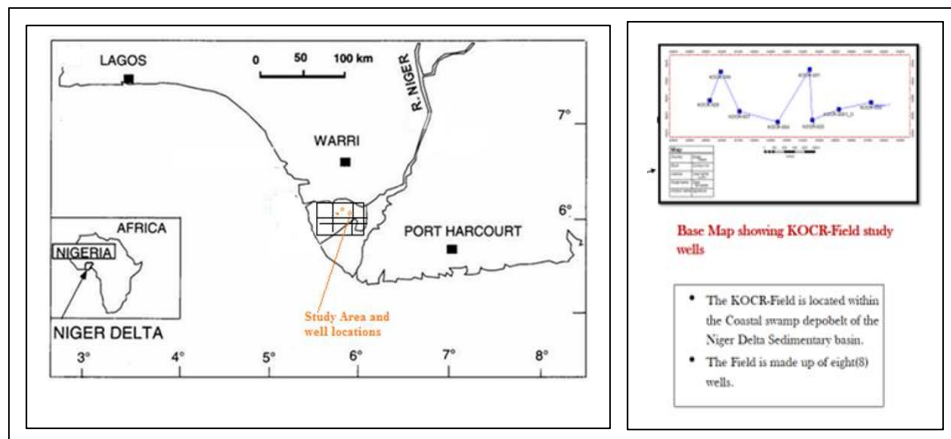 LAGOS
0 50 100 km
R. NIGER
7°
WARRI
6°
AFRICA
NIGERIA
PORT HARCOURT
Study Area and
well locations
NIGER DELTA
3° 4° 5° 6° 7° 8°
KOCR-004
Map
Base Map showing KOCR-Field study
wells
• The KOCR-Field is located within
the Coastal swamp depobelt of the
Niger Delta Sedimentary basin.
• The Field is made up of eight(8)
wells.